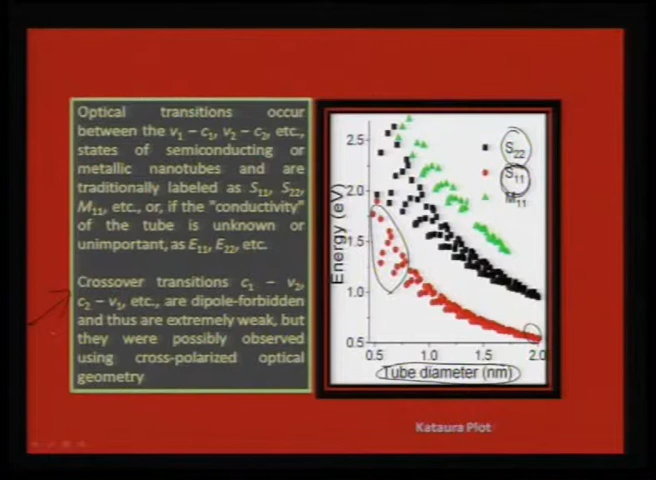 Optical transitions occur
between the v₁ – c₁, v₂ – c₂, etc.,
states of semiconducting or
metallic nanotubes and are
traditionally labeled as S₁₁, S₂₂,
M₁₁, etc., or, if the "conductivity"
of the tube is unknown or
unimportant, as E₁₁, E₂₂, etc.
Crossover transitions c₁ – v₂,
c₂ – v₁, etc., are dipole-forbidden
and thus are extremely weak, but
they were possibly observed
using cross-polarized optical
geometry
Energy (eV)
2.5
2.0
1.5
1.0
0.5
S₂₂
S₁₁
M₁₁
0.5 1.0 1.5 2.0
Tube diameter (nm)
Kataura Plot